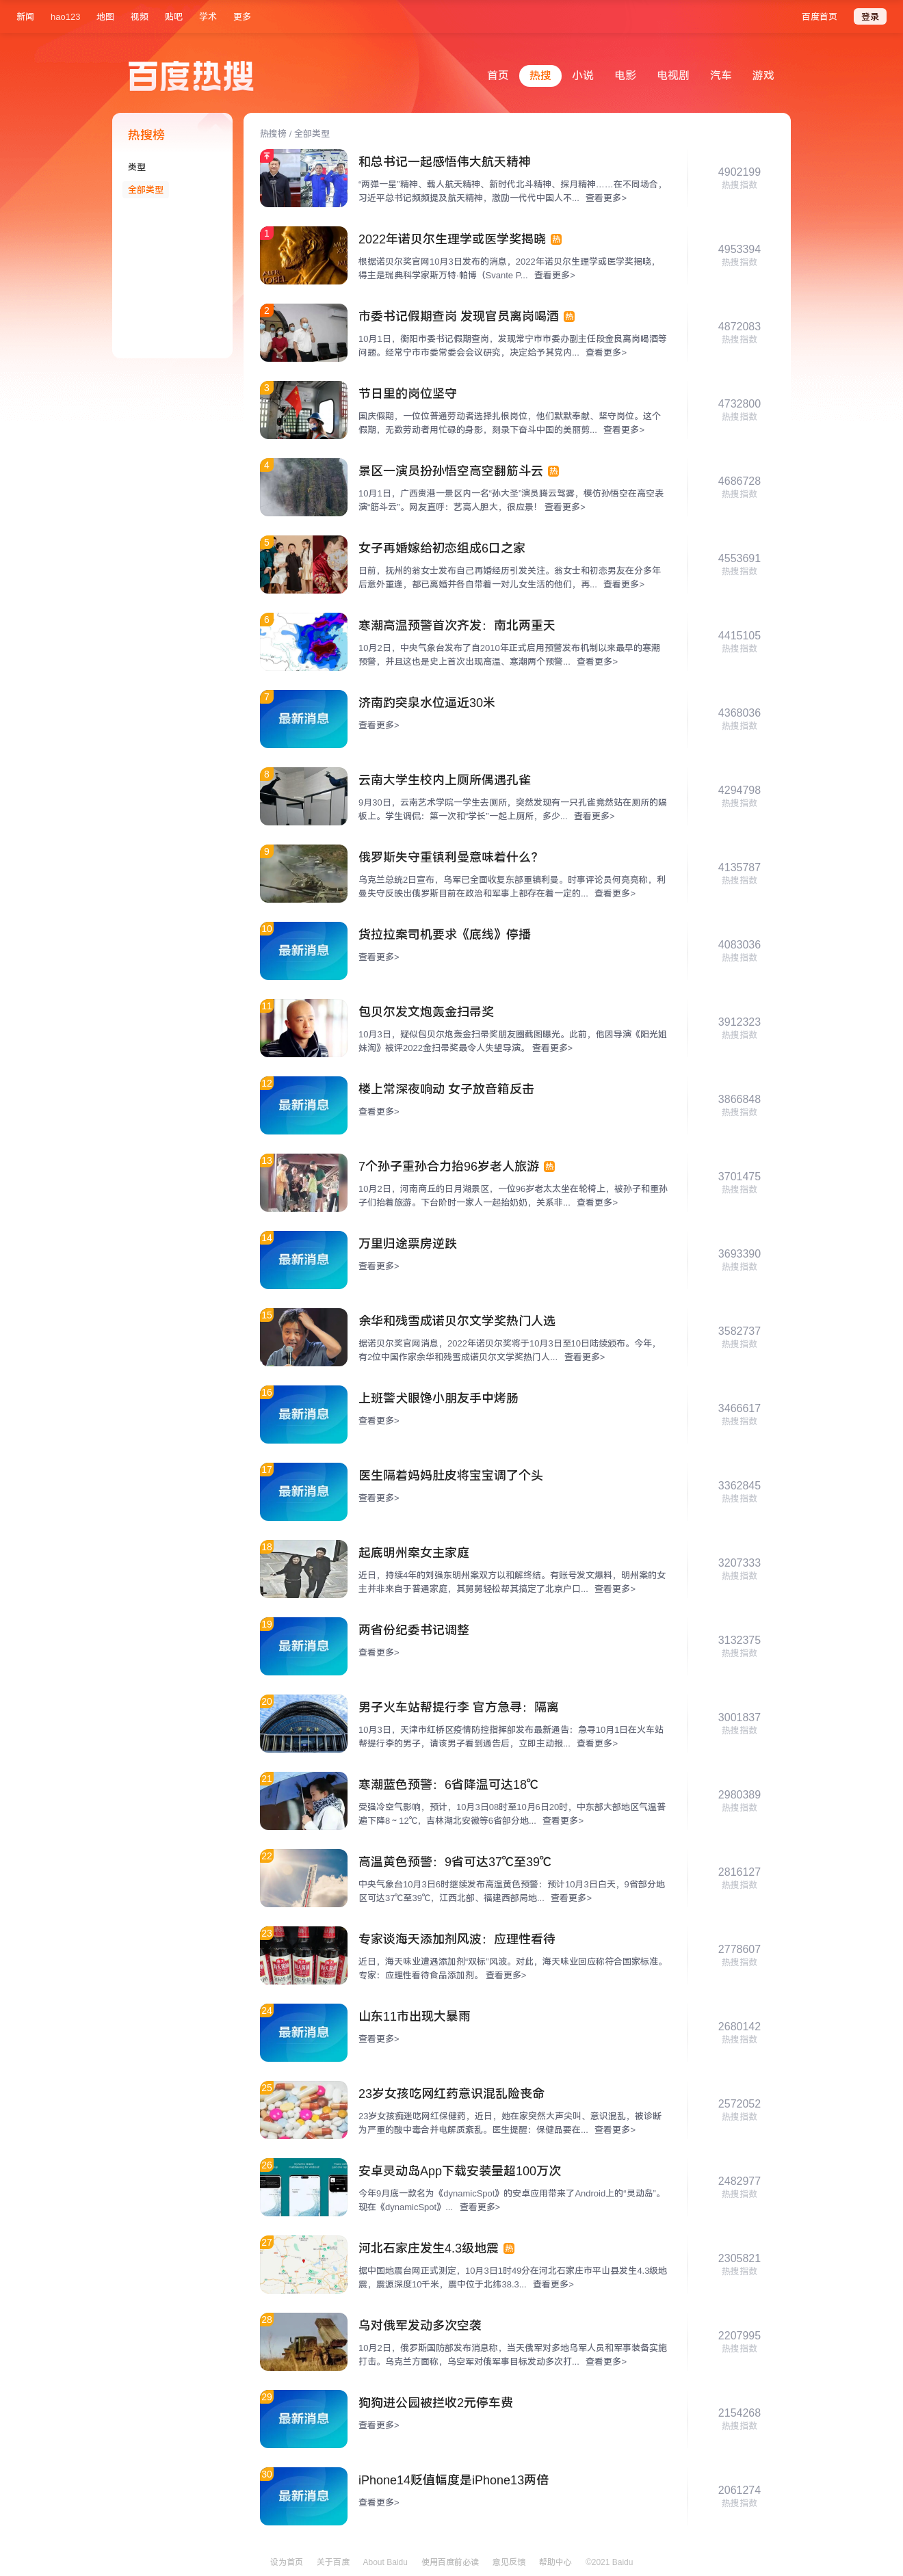 新闻 hao123 地图 视频 贴吧 学术 更多 百度首页 登录
百度热搜
首页 热搜 小说 电影 电视剧 汽车 游戏
热搜榜
类型
全部类型
热搜榜 / 全部类型
和总书记一起感悟伟大航天精神
“两弹一星”精神、载人航天精神、新时代北斗精神、探月精神……在不同场合，
习近平总书记频频提及航天精神，激励一代代中国人不... 查看更多>
4902199
热搜指数
1
2022年诺贝尔生理学或医学奖揭晓 热
根据诺贝尔奖官网10月3日发布的消息，2022年诺贝尔生理学或医学奖揭晓，
得主是瑞典科学家斯万特·帕博（Svante P... 查看更多>
4953394
热搜指数
2
市委书记假期查岗 发现官员离岗喝酒 热
10月1日，衡阳市委书记假期查岗，发现常宁市市委办副主任段金良离岗喝酒等
问题。经常宁市市委常委会会议研究，决定给予其党内... 查看更多>
4872083
热搜指数
3
节日里的岗位坚守
国庆假期，一位位普通劳动者选择扎根岗位，他们默默奉献、坚守岗位。这个
假期，无数劳动者用忙碌的身影，刻录下奋斗中国的美丽剪... 查看更多>
4732800
热搜指数
4
景区一演员扮孙悟空高空翻筋斗云 热
10月1日，广西贵港一景区内一名“孙大圣”演员腾云驾雾，模仿孙悟空在高空表
演“筋斗云”。网友直呼：艺高人胆大，很应景！ 查看更多>
4686728
热搜指数
5
女子再婚嫁给初恋组成6口之家
日前，抚州的翁女士发布自己再婚经历引发关注。翁女士和初恋男友在分多年
后意外重逢，都已离婚并各自带着一对儿女生活的他们，再... 查看更多>
4553691
热搜指数
6
寒潮高温预警首次齐发：南北两重天
10月2日，中央气象台发布了自2010年正式启用预警发布机制以来最早的寒潮
预警，并且这也是史上首次出现高温、寒潮两个预警... 查看更多>
4415105
热搜指数
7
最新消息
济南趵突泉水位逼近30米
查看更多>
4368036
热搜指数
8
云南大学生校内上厕所偶遇孔雀
9月30日，云南艺术学院一学生去厕所，突然发现有一只孔雀竟然站在厕所的隔
板上。学生调侃：第一次和“学长”一起上厕所，多少... 查看更多>
4294798
热搜指数
9
俄罗斯失守重镇利曼意味着什么？
乌克兰总统2日宣布，乌军已全面收复东部重镇利曼。时事评论员何亮亮称，利
曼失守反映出俄罗斯目前在政治和军事上都存在着一定的... 查看更多>
4135787
热搜指数
10
最新消息
货拉拉案司机要求《底线》停播
查看更多>
4083036
热搜指数
11
包贝尔发文炮轰金扫帚奖
10月3日，疑似包贝尔炮轰金扫帚奖朋友圈截图曝光。此前，他因导演《阳光姐
妹淘》被评2022金扫帚奖最令人失望导演。 查看更多>
3912323
热搜指数
12
最新消息
楼上常深夜响动 女子放音箱反击
查看更多>
3866848
热搜指数
13
7个孙子重孙合力抬96岁老人旅游 热
10月2日，河南商丘的日月湖景区，一位96岁老太太坐在轮椅上，被孙子和重孙
子们抬着旅游。下台阶时一家人一起抬奶奶，关系非... 查看更多>
3701475
热搜指数
14
最新消息
万里归途票房逆跌
查看更多>
3693390
热搜指数
15
余华和残雪成诺贝尔文学奖热门人选
据诺贝尔奖官网消息，2022年诺贝尔奖将于10月3日至10日陆续颁布。今年，
有2位中国作家余华和残雪成诺贝尔文学奖热门人... 查看更多>
3582737
热搜指数
16
最新消息
上班警犬眼馋小朋友手中烤肠
查看更多>
3466617
热搜指数
17
最新消息
医生隔着妈妈肚皮将宝宝调了个头
查看更多>
3362845
热搜指数
18
起底明州案女主家庭
近日，持续4年的刘强东明州案双方以和解终结。有账号发文爆料，明州案的女
主并非来自于普通家庭，其舅舅轻松帮其搞定了北京户口... 查看更多>
3207333
热搜指数
19
最新消息
两省份纪委书记调整
查看更多>
3132375
热搜指数
20
男子火车站帮提行李 官方急寻：隔离
10月3日，天津市红桥区疫情防控指挥部发布最新通告：急寻10月1日在火车站
帮提行李的男子，请该男子看到通告后，立即主动报... 查看更多>
3001837
热搜指数
21
寒潮蓝色预警：6省降温可达18℃
受强冷空气影响，预计，10月3日08时至10月6日20时，中东部大部地区气温普
遍下降8～12℃，吉林湖北安徽等6省部分地... 查看更多>
2980389
热搜指数
22
高温黄色预警：9省可达37℃至39℃
中央气象台10月3日6时继续发布高温黄色预警：预计10月3日白天，9省部分地
区可达37℃至39℃，江西北部、福建西部局地... 查看更多>
2816127
热搜指数
23
专家谈海天添加剂风波：应理性看待
近日，海天味业遭遇添加剂“双标”风波。对此，海天味业回应称符合国家标准。
专家：应理性看待食品添加剂。 查看更多>
2778607
热搜指数
24
最新消息
山东11市出现大暴雨
查看更多>
2680142
热搜指数
25
23岁女孩吃网红药意识混乱险丧命
23岁女孩痴迷吃网红保健药，近日，她在家突然大声尖叫、意识混乱，被诊断
为严重的酸中毒合并电解质紊乱。医生提醒：保健品要在... 查看更多>
2572052
热搜指数
26
安卓灵动岛App下载安装量超100万次
今年9月底一款名为《dynamicSpot》的安卓应用带来了Android上的“灵动岛”。
现在《dynamicSpot》... 查看更多>
2482977
热搜指数
27
河北石家庄发生4.3级地震 热
据中国地震台网正式测定，10月3日1时49分在河北石家庄市平山县发生4.3级地
震，震源深度10千米，震中位于北纬38.3... 查看更多>
2305821
热搜指数
28
乌对俄军发动多次空袭
10月2日，俄罗斯国防部发布消息称，当天俄军对多地乌军人员和军事装备实施
打击。乌克兰方面称，乌空军对俄军事目标发动多次打... 查看更多>
2207995
热搜指数
29
最新消息
狗狗进公园被拦收2元停车费
查看更多>
2154268
热搜指数
30
最新消息
iPhone14贬值幅度是iPhone13两倍
查看更多>
2061274
热搜指数
设为首页 关于百度 About Baidu 使用百度前必读 意见反馈 帮助中心 ©2021 Baidu